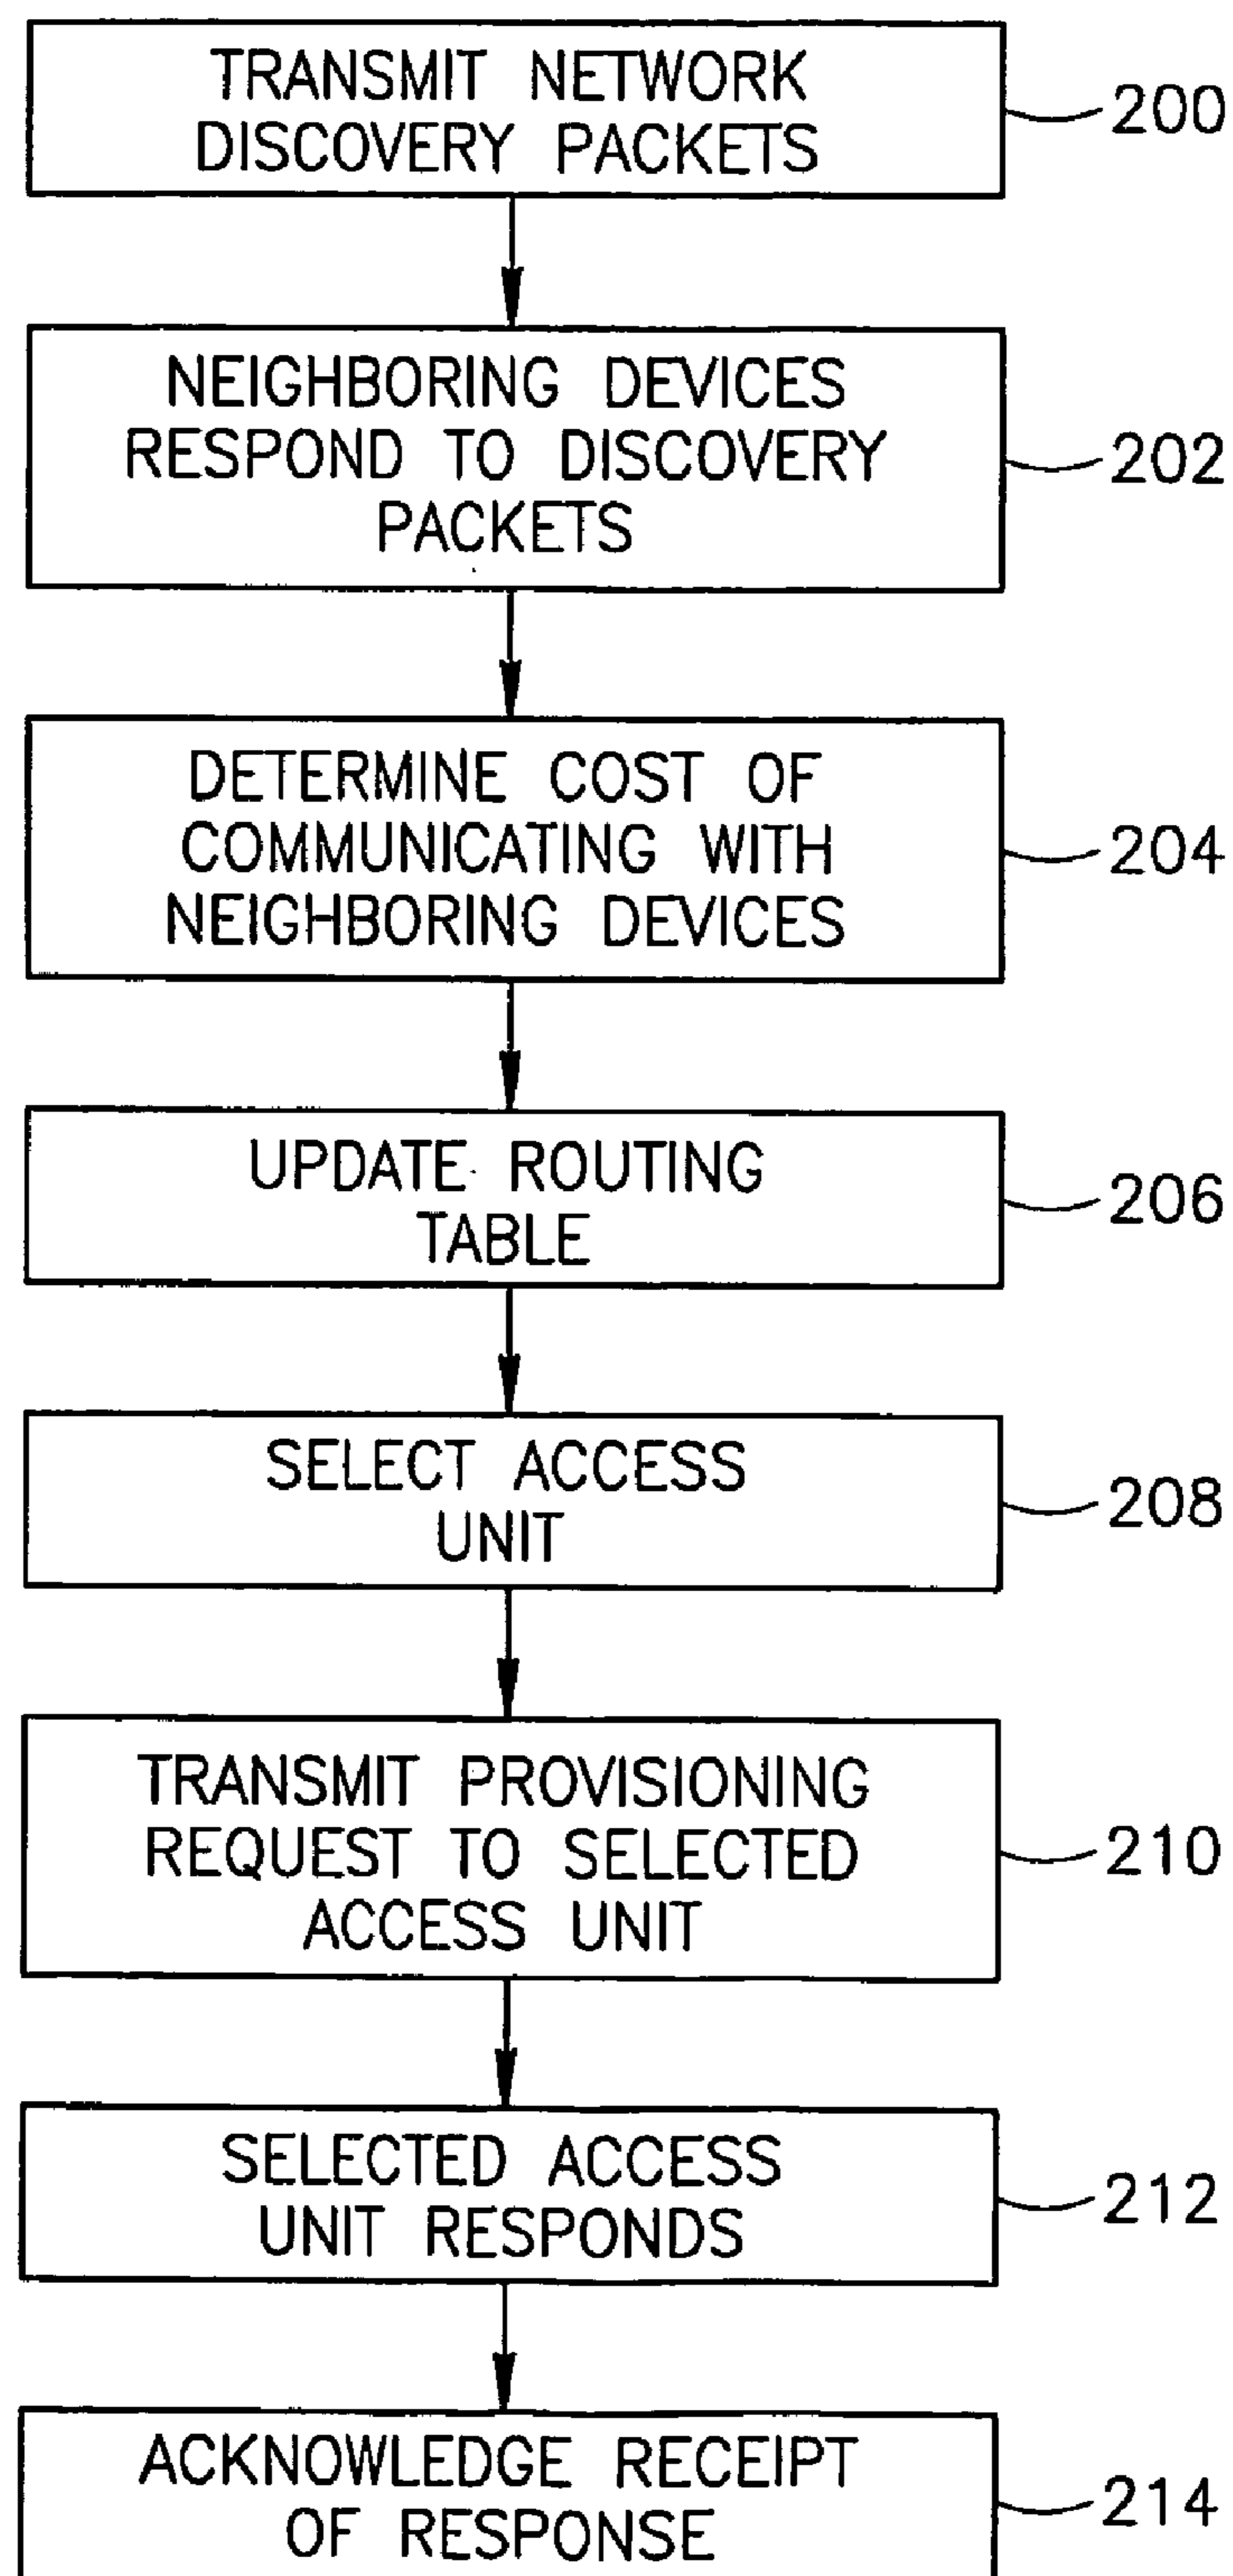 TRANSMIT NETWORK
DISCOVERY PACKETS
200
NEIGHBORING DEVICES
RESPOND TO DISCOVERY
PACKETS
202
DETERMINE COST OF
COMMUNICATING WITH
NEIGHBORING DEVICES
204
UPDATE ROUTING
TABLE
206
SELECT ACCESS
UNIT
208
TRANSMIT PROVISIONING
REQUEST TO SELECTED
ACCESS UNIT
210
SELECTED ACCESS
UNIT RESPONDS
212
ACKNOWLEDGE RECEIPT
OF RESPONSE
214